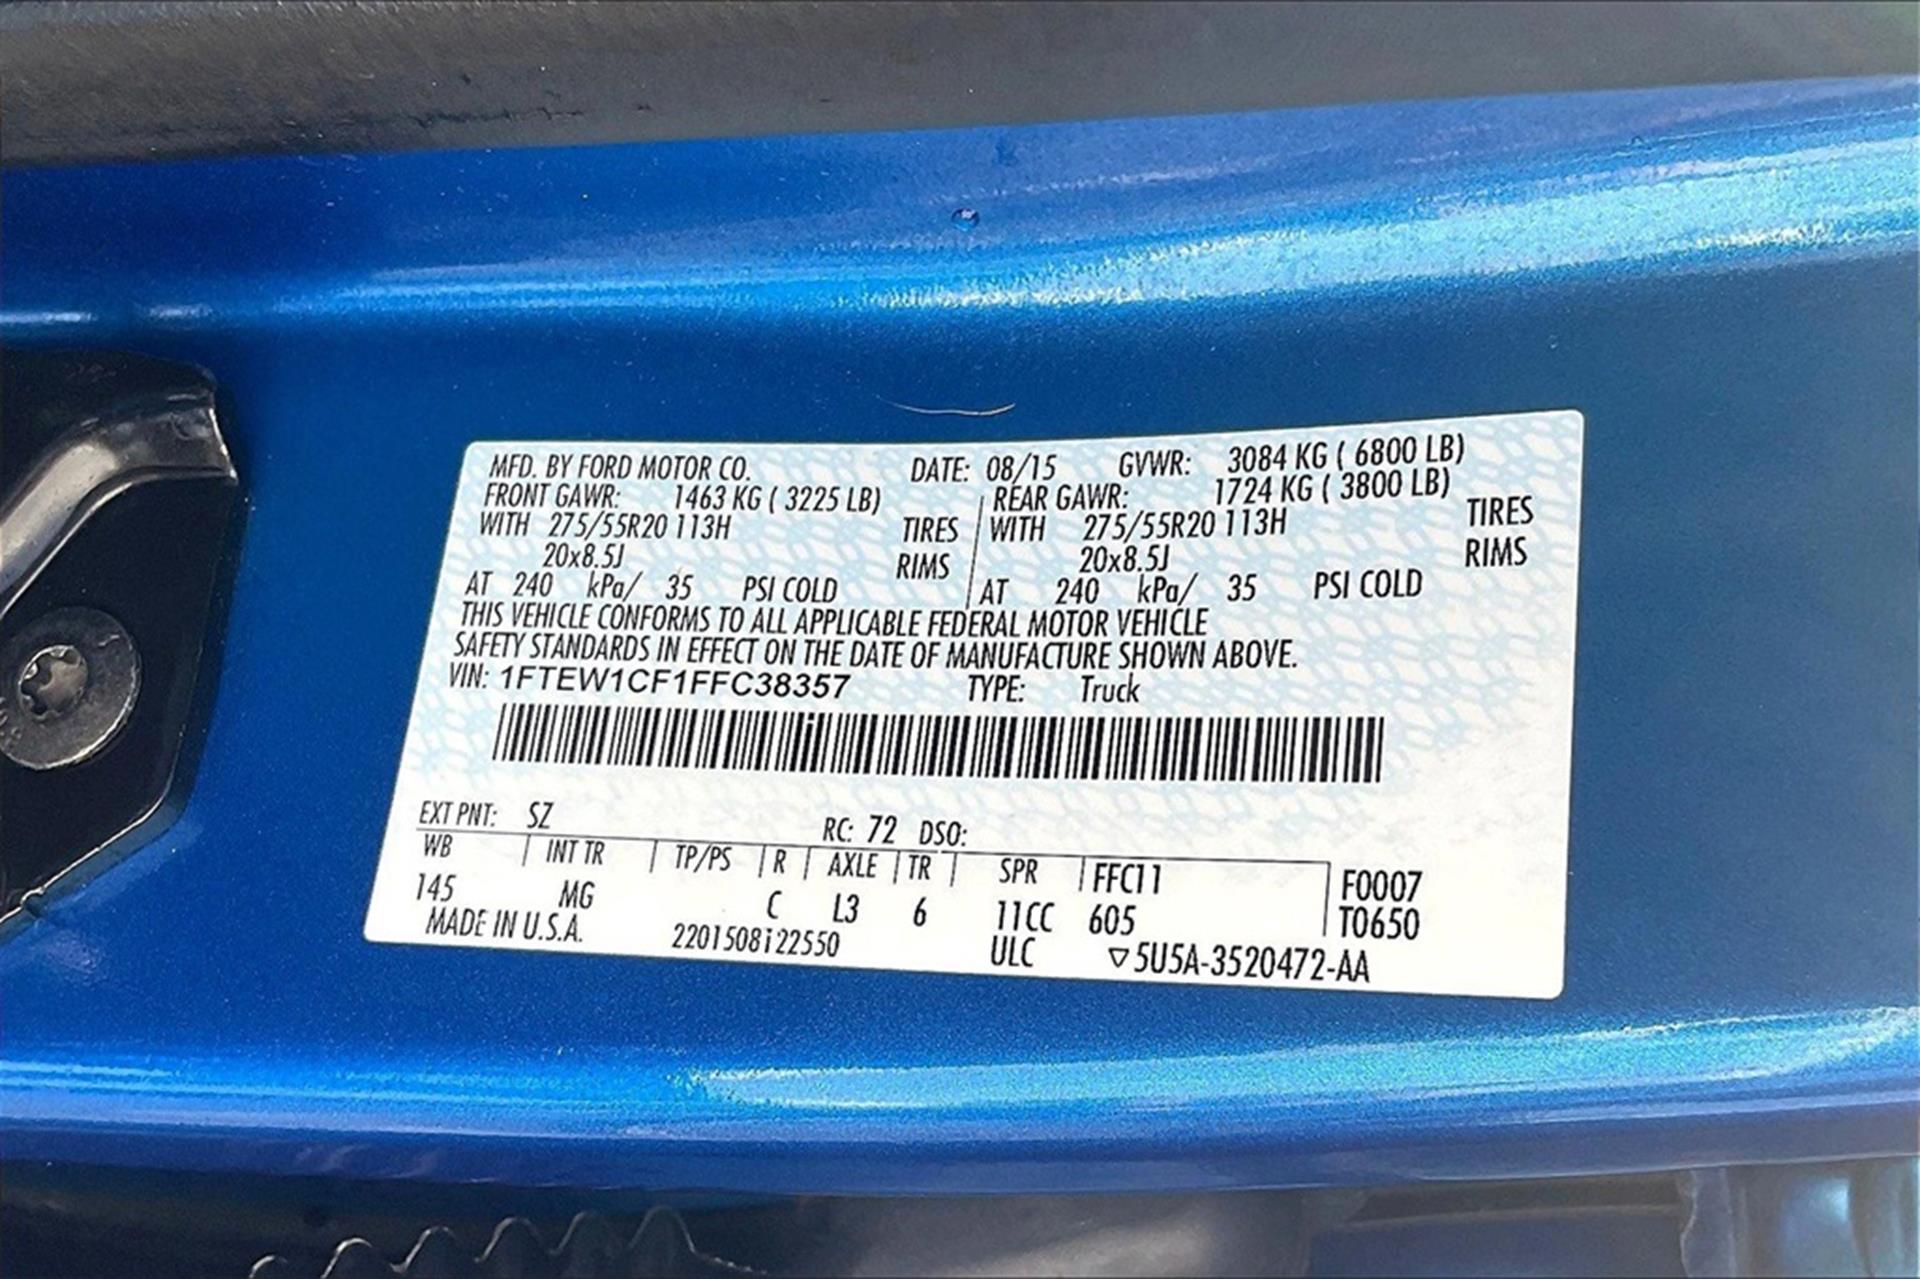 MFD. BY FORD MOTOR CO. DATE: 08/15 GVWR: 3084 KG ( 6800 LB)
FRONT GAWR: 1463 KG ( 3225 LB) REAR GAWR: 1724 KG ( 3800 LB)
WITH 275/55R20 113H TIRES WITH 275/55R20 113H TIRES
20x8.5J RIMS 20x8.5J RIMS
AT 240 kPa/ 35 PSI COLD AT 240 kPa/ 35 PSI COLD
THIS VEHICLE CONFORMS TO ALL APPLICABLE FEDERAL MOTOR VEHICLE
SAFETY STANDARDS IN EFFECT ON THE DATE OF MANUFACTURE SHOWN ABOVE.
VIN: 1FTEW1CF1FFC38357 TYPE: Truck
EXT PNT: SZ RC: 72 DSO:
WB INT TR TP/PS R AXLE TR SPR FFC11 F0007
145 MG C L3 6 11CC 605 T0650
MADE IN U.S.A. 2201508i22550 ULC ▽5U5A-3520472-AA